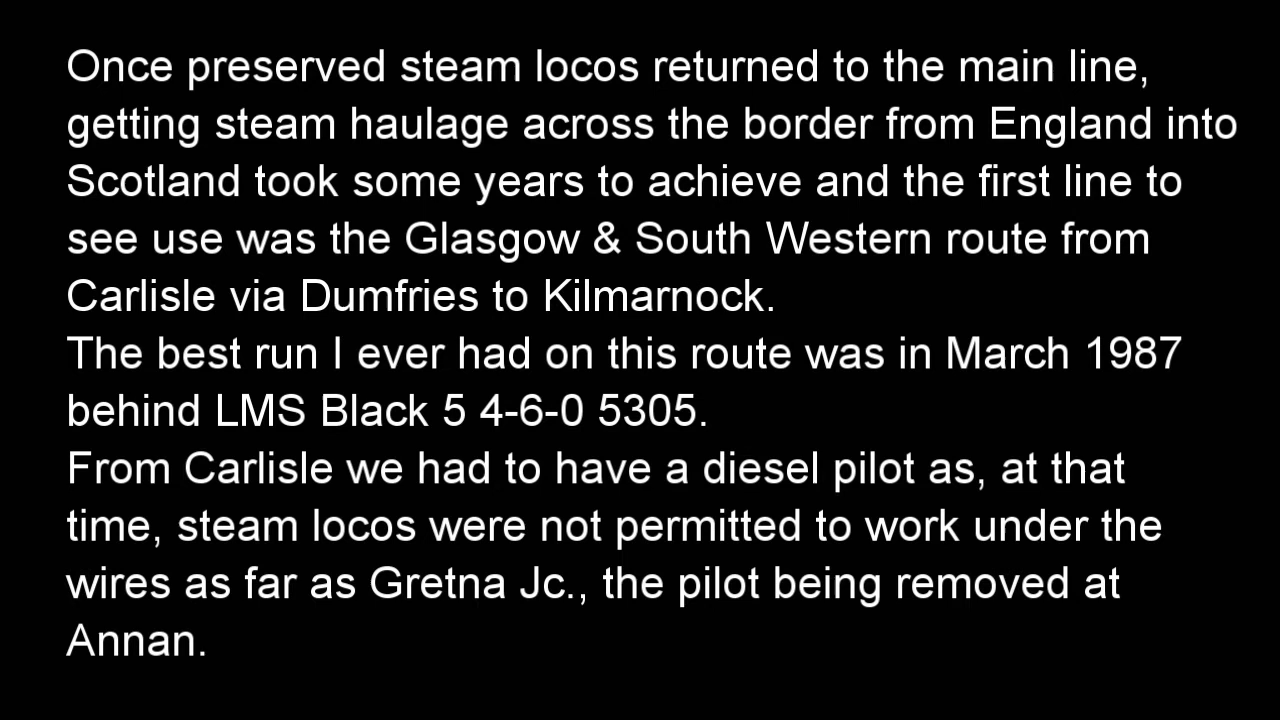 Once preserved steam locos returned to the main line,
getting steam haulage across the border from England into
Scotland took some years to achieve and the first line to
see use was the Glasgow & South Western route from
Carlisle via Dumfries to Kilmarnock.
The best run I ever had on this route was in March 1987
behind LMS Black 5 4-6-0 5305.
From Carlisle we had to have a diesel pilot as, at that
time, steam locos were not permitted to work under the
wires as far as Gretna Jc., the pilot being removed at
Annan.